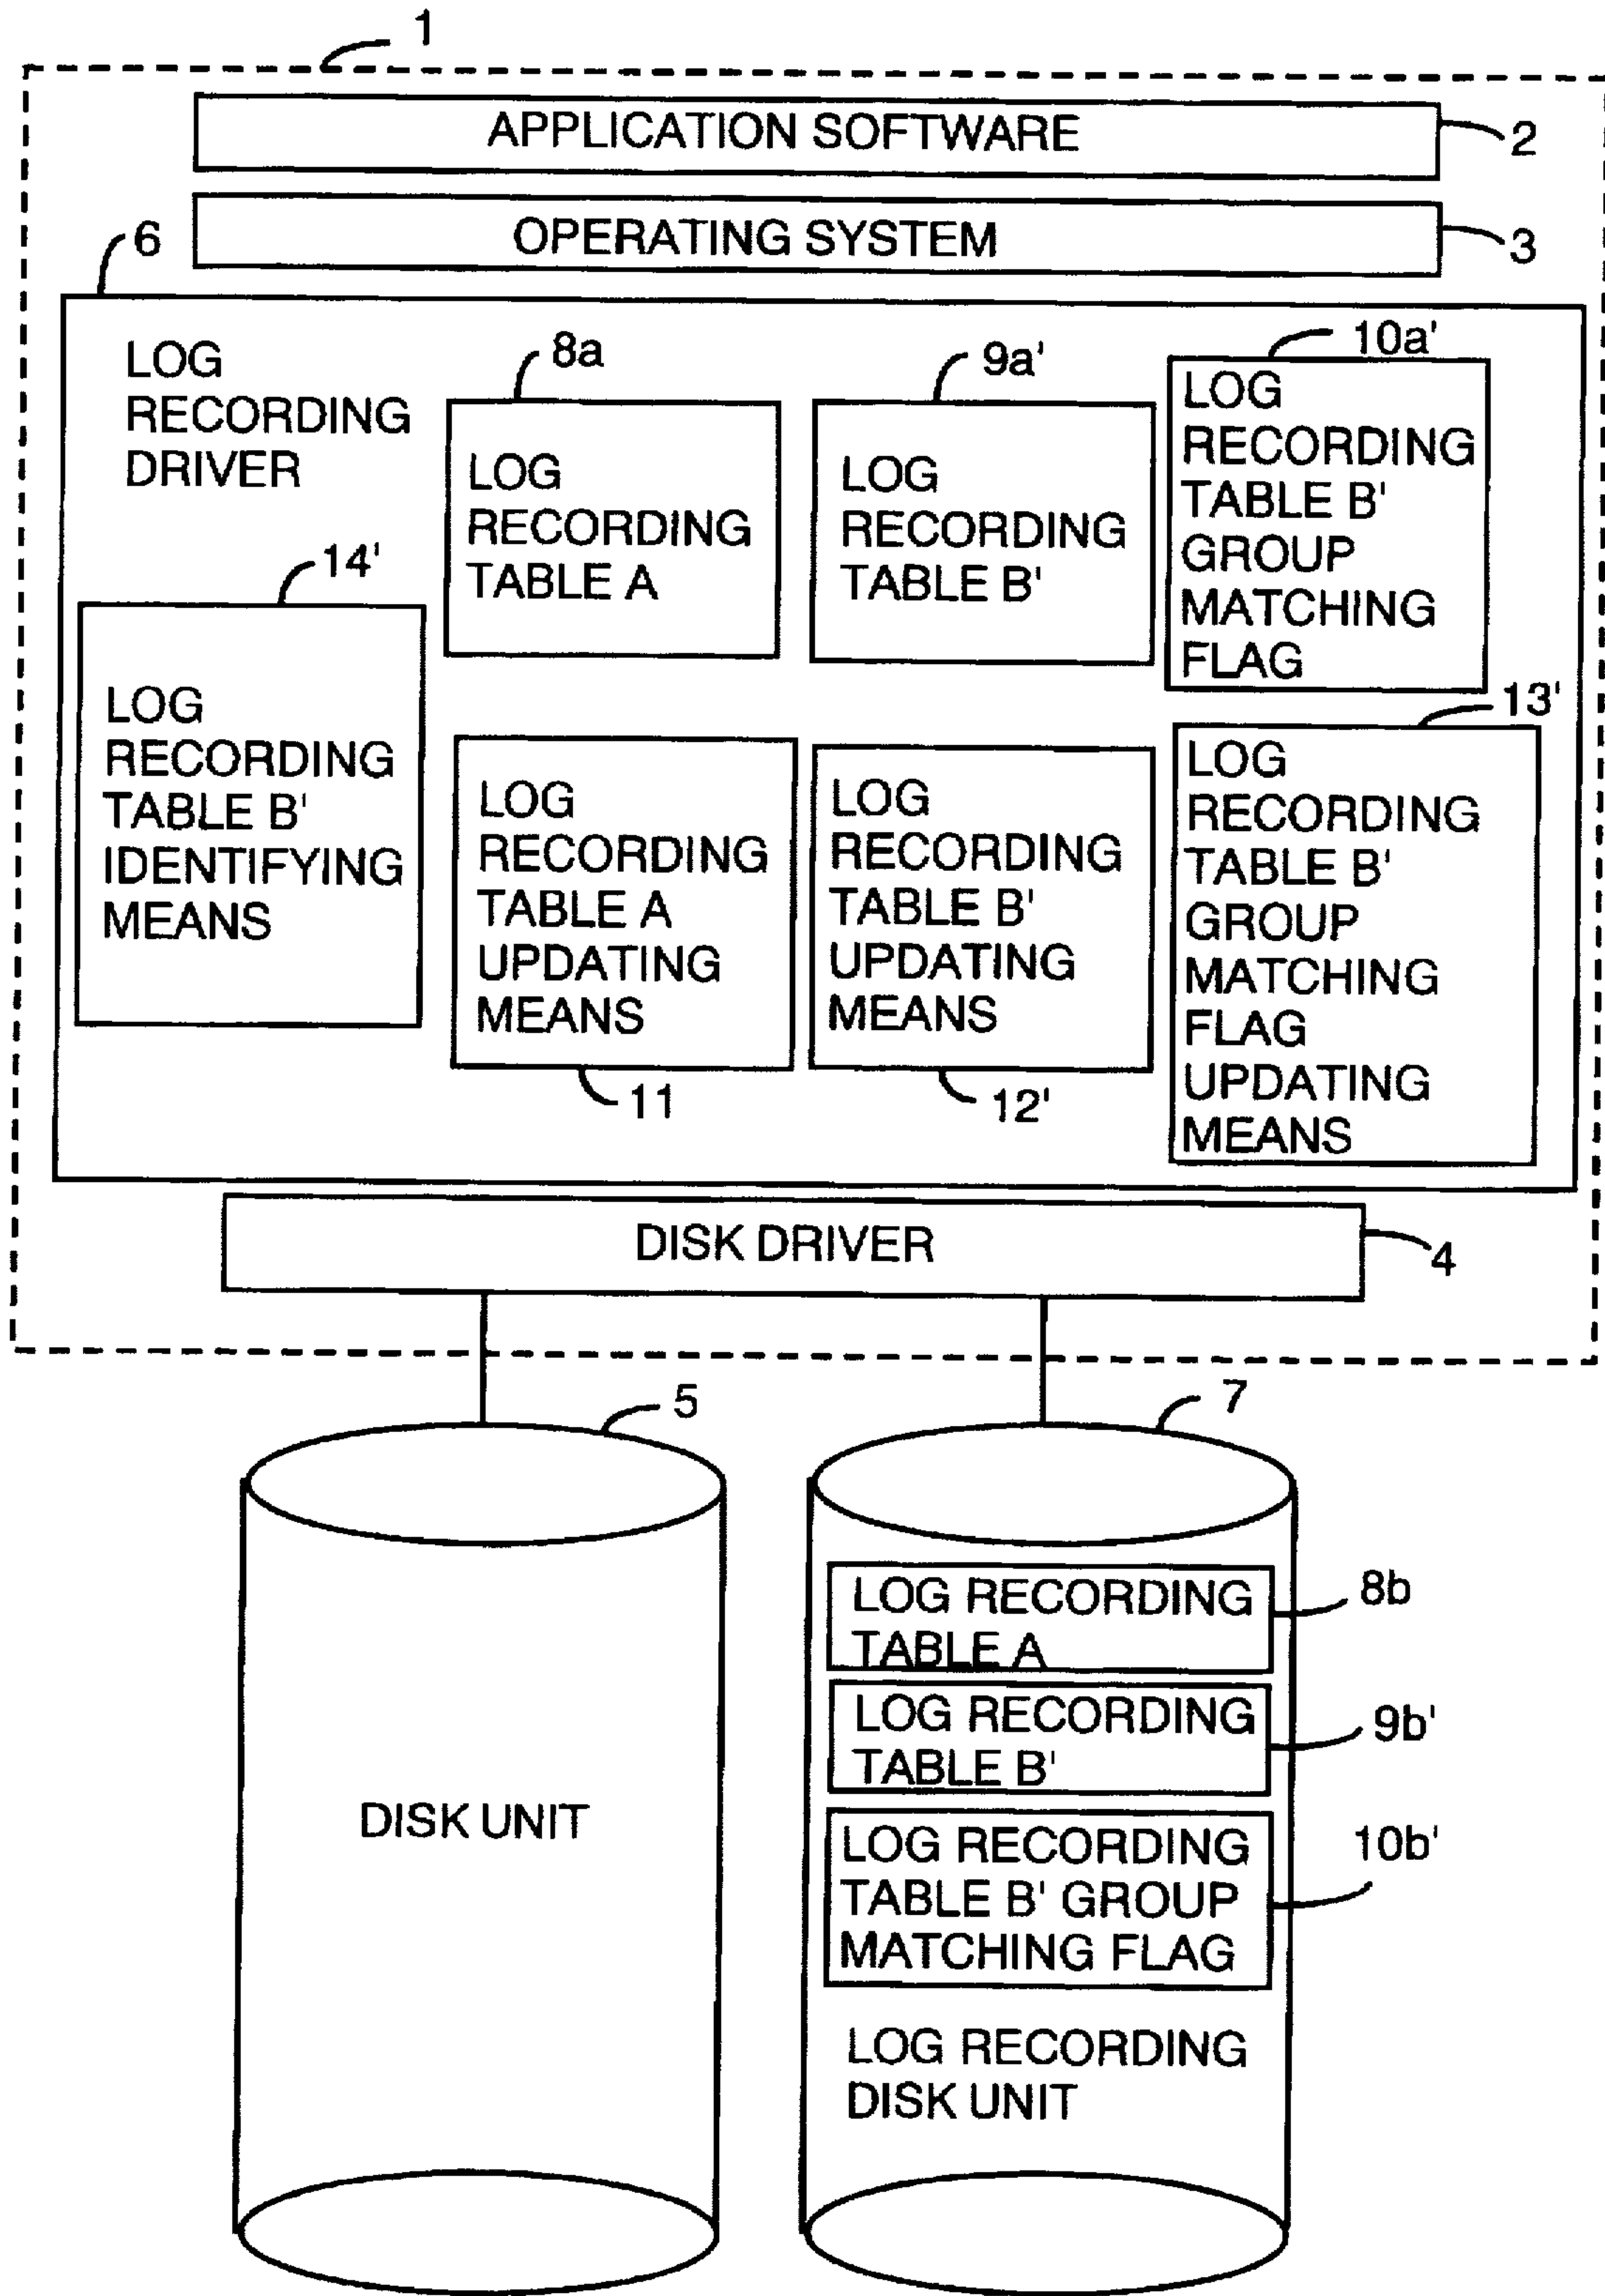 1
APPLICATION SOFTWARE
2
OPERATING SYSTEM
3
6
LOG
RECORDING
DRIVER
8a
LOG
RECORDING
TABLE A
9a'
LOG
RECORDING
TABLE B'
10a'
LOG
RECORDING
TABLE B'
GROUP
MATCHING
FLAG
14'
LOG
RECORDING
TABLE B'
IDENTIFYING
MEANS
LOG
RECORDING
TABLE A
UPDATING
MEANS
11
LOG
RECORDING
TABLE B'
UPDATING
MEANS
12'
13'
LOG
RECORDING
TABLE B'
GROUP
MATCHING
FLAG
UPDATING
MEANS
DISK DRIVER
4
5
DISK UNIT
7
LOG RECORDING
TABLE A
8b
LOG RECORDING
TABLE B'
9b'
LOG RECORDING
TABLE B' GROUP
MATCHING FLAG
10b'
LOG RECORDING
DISK UNIT